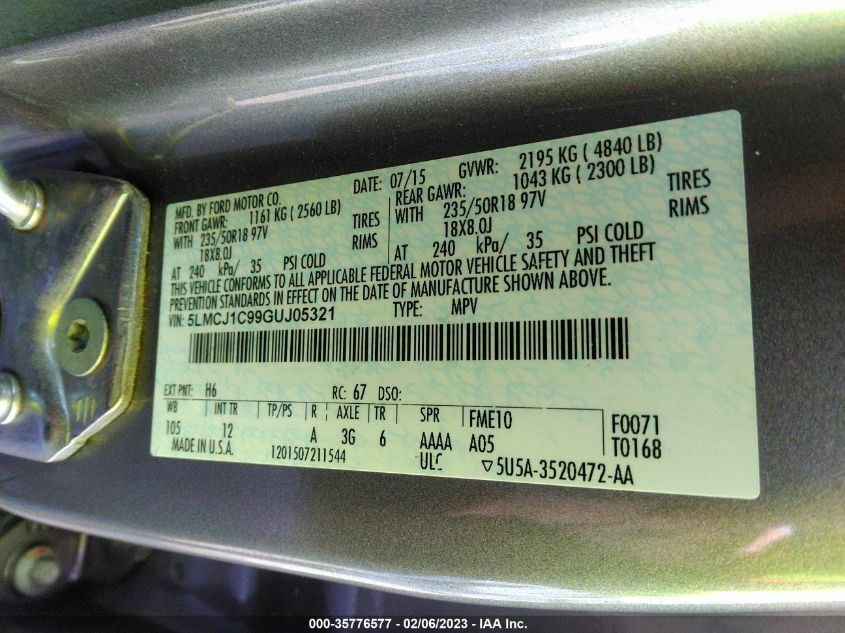 MFD. BY FORD MOTOR CO. DATE: 07/15 GVWR: 2195 KG ( 4840 LB)
FRONT GAWR: 1161 KG ( 2560 LB) REAR GAWR: 1043 KG ( 2300 LB)
WITH 235/50R18 97V TIRES WITH 235/50R18 97V TIRES
18X8.0J RIMS 18X8.0J RIMS
AT 240 kPa/ 35 PSI COLD AT 240 kPa/ 35 PSI COLD
THIS VEHICLE CONFORMS TO ALL APPLICABLE FEDERAL MOTOR VEHICLE SAFETY AND THEFT
PREVENTION STANDARDS IN EFFECT ON THE DATE OF MANUFACTURE SHOWN ABOVE.
VIN: 5LMCJ1C99GUJ05321 TYPE: MPV
EXT PNT: H6 RC: 67 DSO:
WB INT TR TP/PS R AXLE TR SPR FME10 F0071
105 12 A 3G 6 AAAA A05 T0168
MADE IN U.S.A. 1201507211544 ULC ▽5U5A-3520472-AA
000-35776577 — 02/06/2023 - IAA Inc.